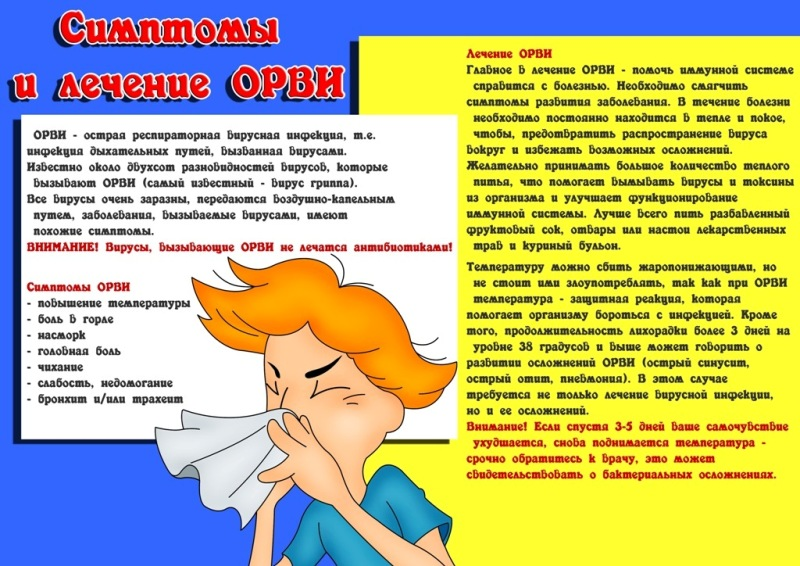 Симптомы
и лечение ОРВИ
ОРВИ - острая респираторная вирусная инфекция, т.е.
инфекция дыхательных путей, вызванная вирусами.
Известно около двухсот разновидностей вирусов, которые
вызывают ОРВИ (самый известный - вирус гриппа).
Все вирусы очень заразны, передаются воздушно-капельным
путем, заболевания, вызываемые вирусами, имеют
похожие симптомы.
ВНИМАНИЕ! Вирусы, вызывающие ОРВИ не лечатся антибиотиками!
Симптомы ОРВИ
- повышение температуры
- боль в горле
- насморк
- головная боль
- чихание
- слабость, недомогание
- бронхит и/или трахеит
Лечение ОРВИ
Главное в лечение ОРВИ - помочь иммунной системе
справится с болезнью. Необходимо смягчить
симптомы развития заболевания. В течение болезни
необходимо постоянно находится в тепле и покое,
чтобы, предотвратить распространение вируса
вокруг и избежать возможных осложнений.
Желательно принимать большое количество теплого
питья, что помогает вымывать вирусы и токсины
из организма и улучшает функционирование
иммунной системы. Лучше всего пить разбавленный
фруктовый сок, отвары или настои лекарственных
трав и куриный бульон.
Температуру можно сбить жаропонижающими, но
не стоит ими злоупотреблять, так как при ОРВИ
температура - защитная реакция, которая
помогает организму бороться с инфекцией. Кроме
того, продолжительность лихорадки более 3 дней на
уровне 38 градусов и выше может говорить о
развитии осложнений ОРВИ (острый синусит,
острый отит, пневмония). В этом случае
требуется не только лечение вирусной инфекции,
но и ее осложнений.
Внимание! Если спустя 3-5 дней ваше самочувствие
ухудшается, снова поднимается температура -
срочно обратитесь к врачу, это может
свидетельствовать о бактериальных осложнениях.